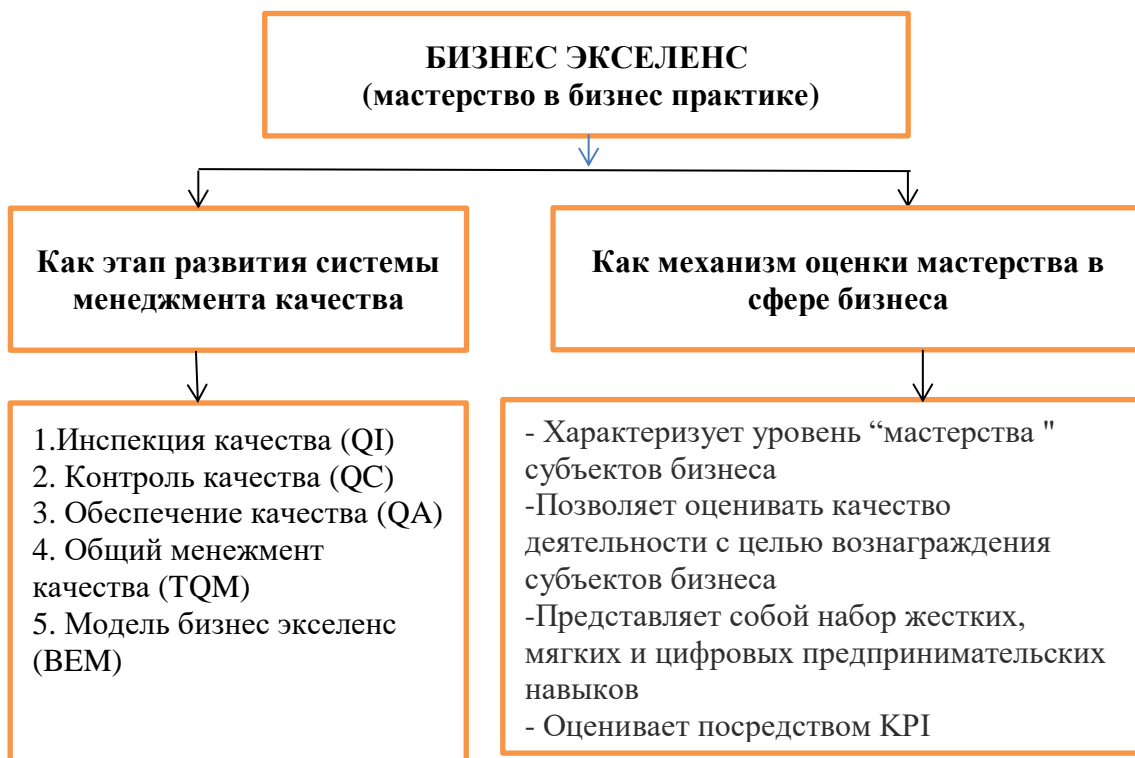 БИЗНЕС ЭКСЕЛЕНС
(мастерство в бизнес практике)
Как этап развития системы
менеджмента качества
Как механизм оценки мастерства в
сфере бизнеса
1.Инспекция качества (QI)
2. Контроль качества (QC)
3. Обеспечение качества (QA)
4. Общий менежмент
качества (TQM)
5. Модель бизнес экселенс
(BEM)
- Характеризует уровень “мастерства "
субъектов бизнеса
-Позволяет оценивать качество
деятельности с целью вознаграждения
субъектов бизнеса
-Представляет собой набор жестких,
мягких и цифровых предпринимательских
навыков
- Оценивает посредством KPI